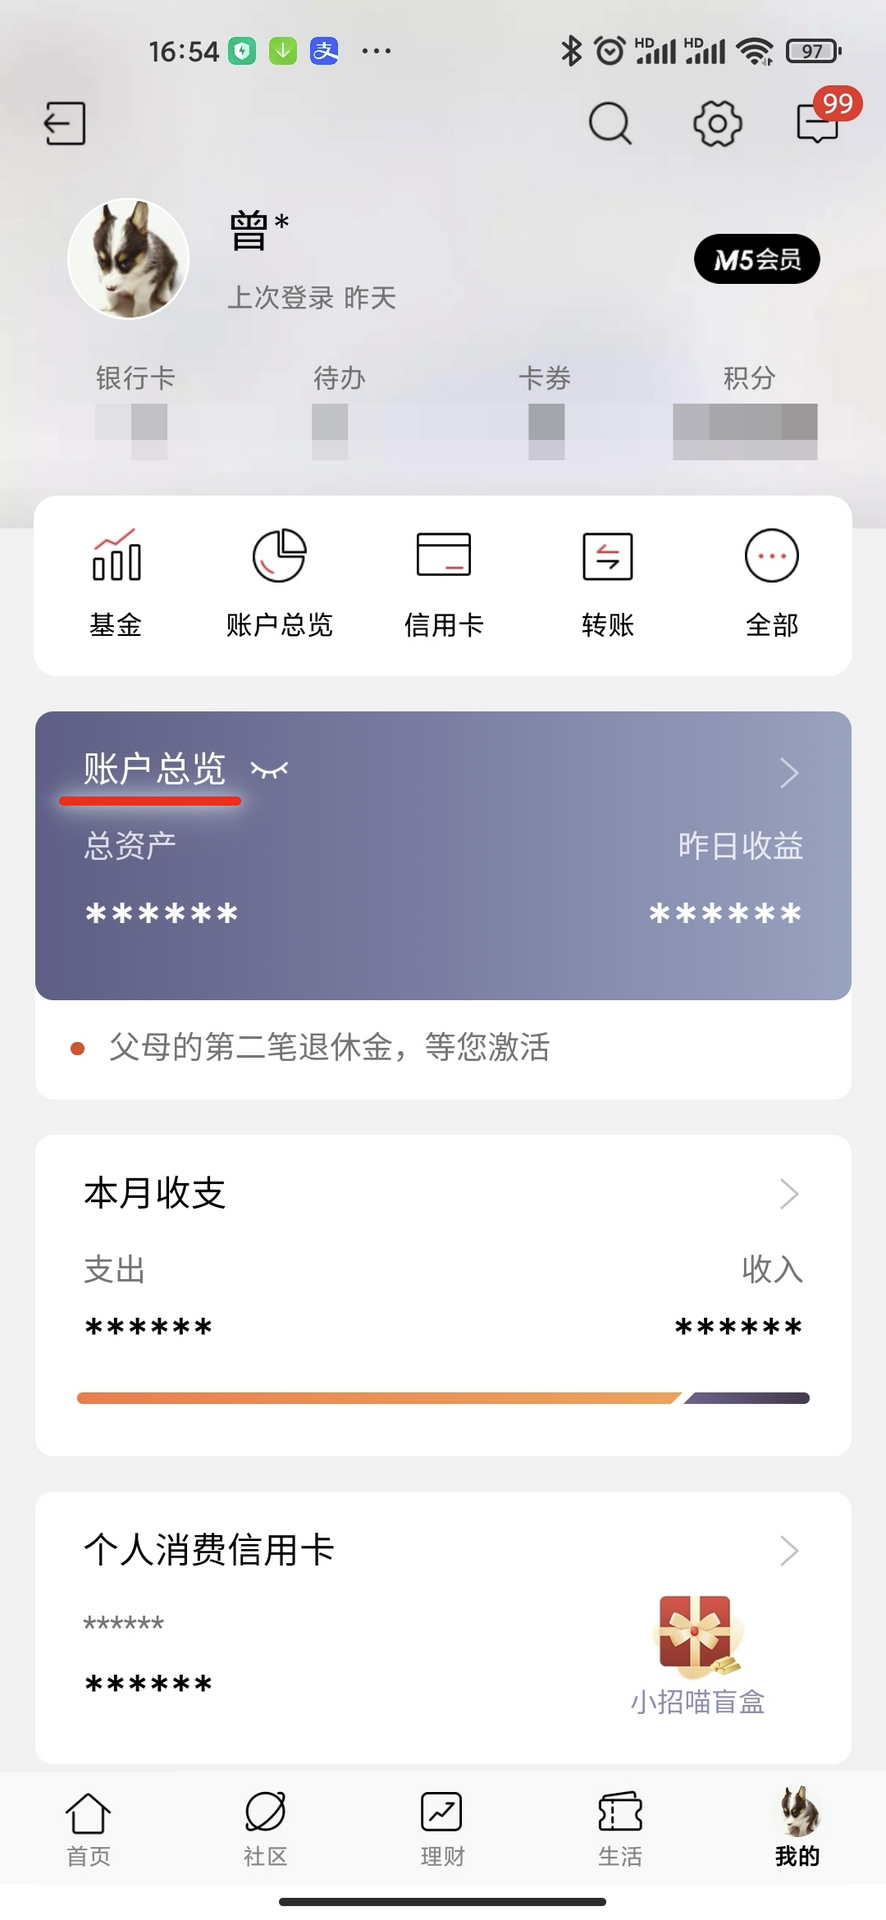 16:54 支 ... HD HD 97
99
曾*
上次登录 昨天
M5会员
银行卡 待办 卡券 积分
基金 账户总览 信用卡 转账 全部
账户总览
总资产 昨日收益
****** ******
父母的第二笔退休金，等您激活
本月收支
支出 收入
****** ******
个人消费信用卡
******
******
小招喵盲盒
首页 社区 理财 生活 我的